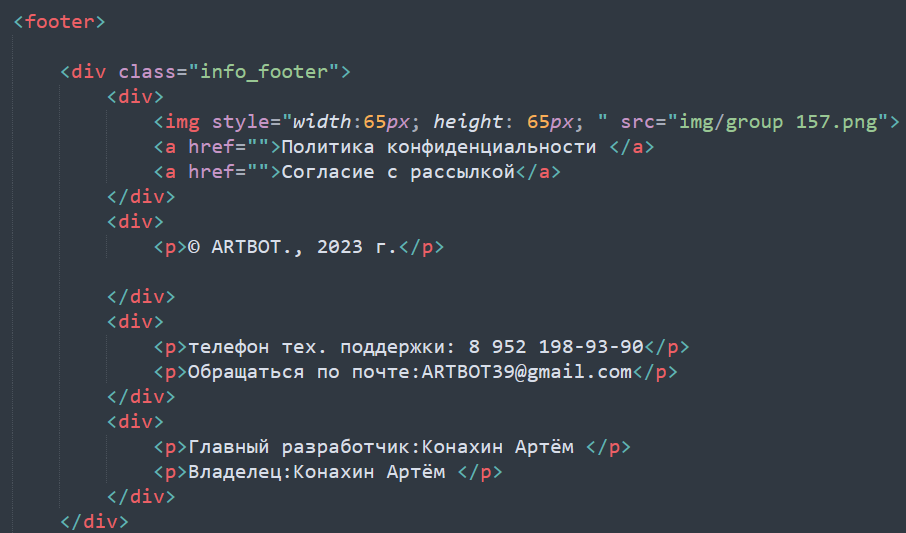 <footer>
<div class="info_footer">
<div>
<img style="width:65px; height: 65px; " src="img/group 157.png">
<a href="">Политика конфиденциальности </a>
<a href="">Согласие с рассылкой</a>
</div>
<div>
<p>© ARTBOT., 2023 г.</p>
</div>
<div>
<p>телефон тех. поддержки: 8 952 198-93-90</p>
<p>Обращаться по почте:ARTBOT39@gmail.com</p>
</div>
<div>
<p>Главный разработчик:Конахин Артём </p>
<p>Владелец:Конахин Артём </p>
</div>
</div>